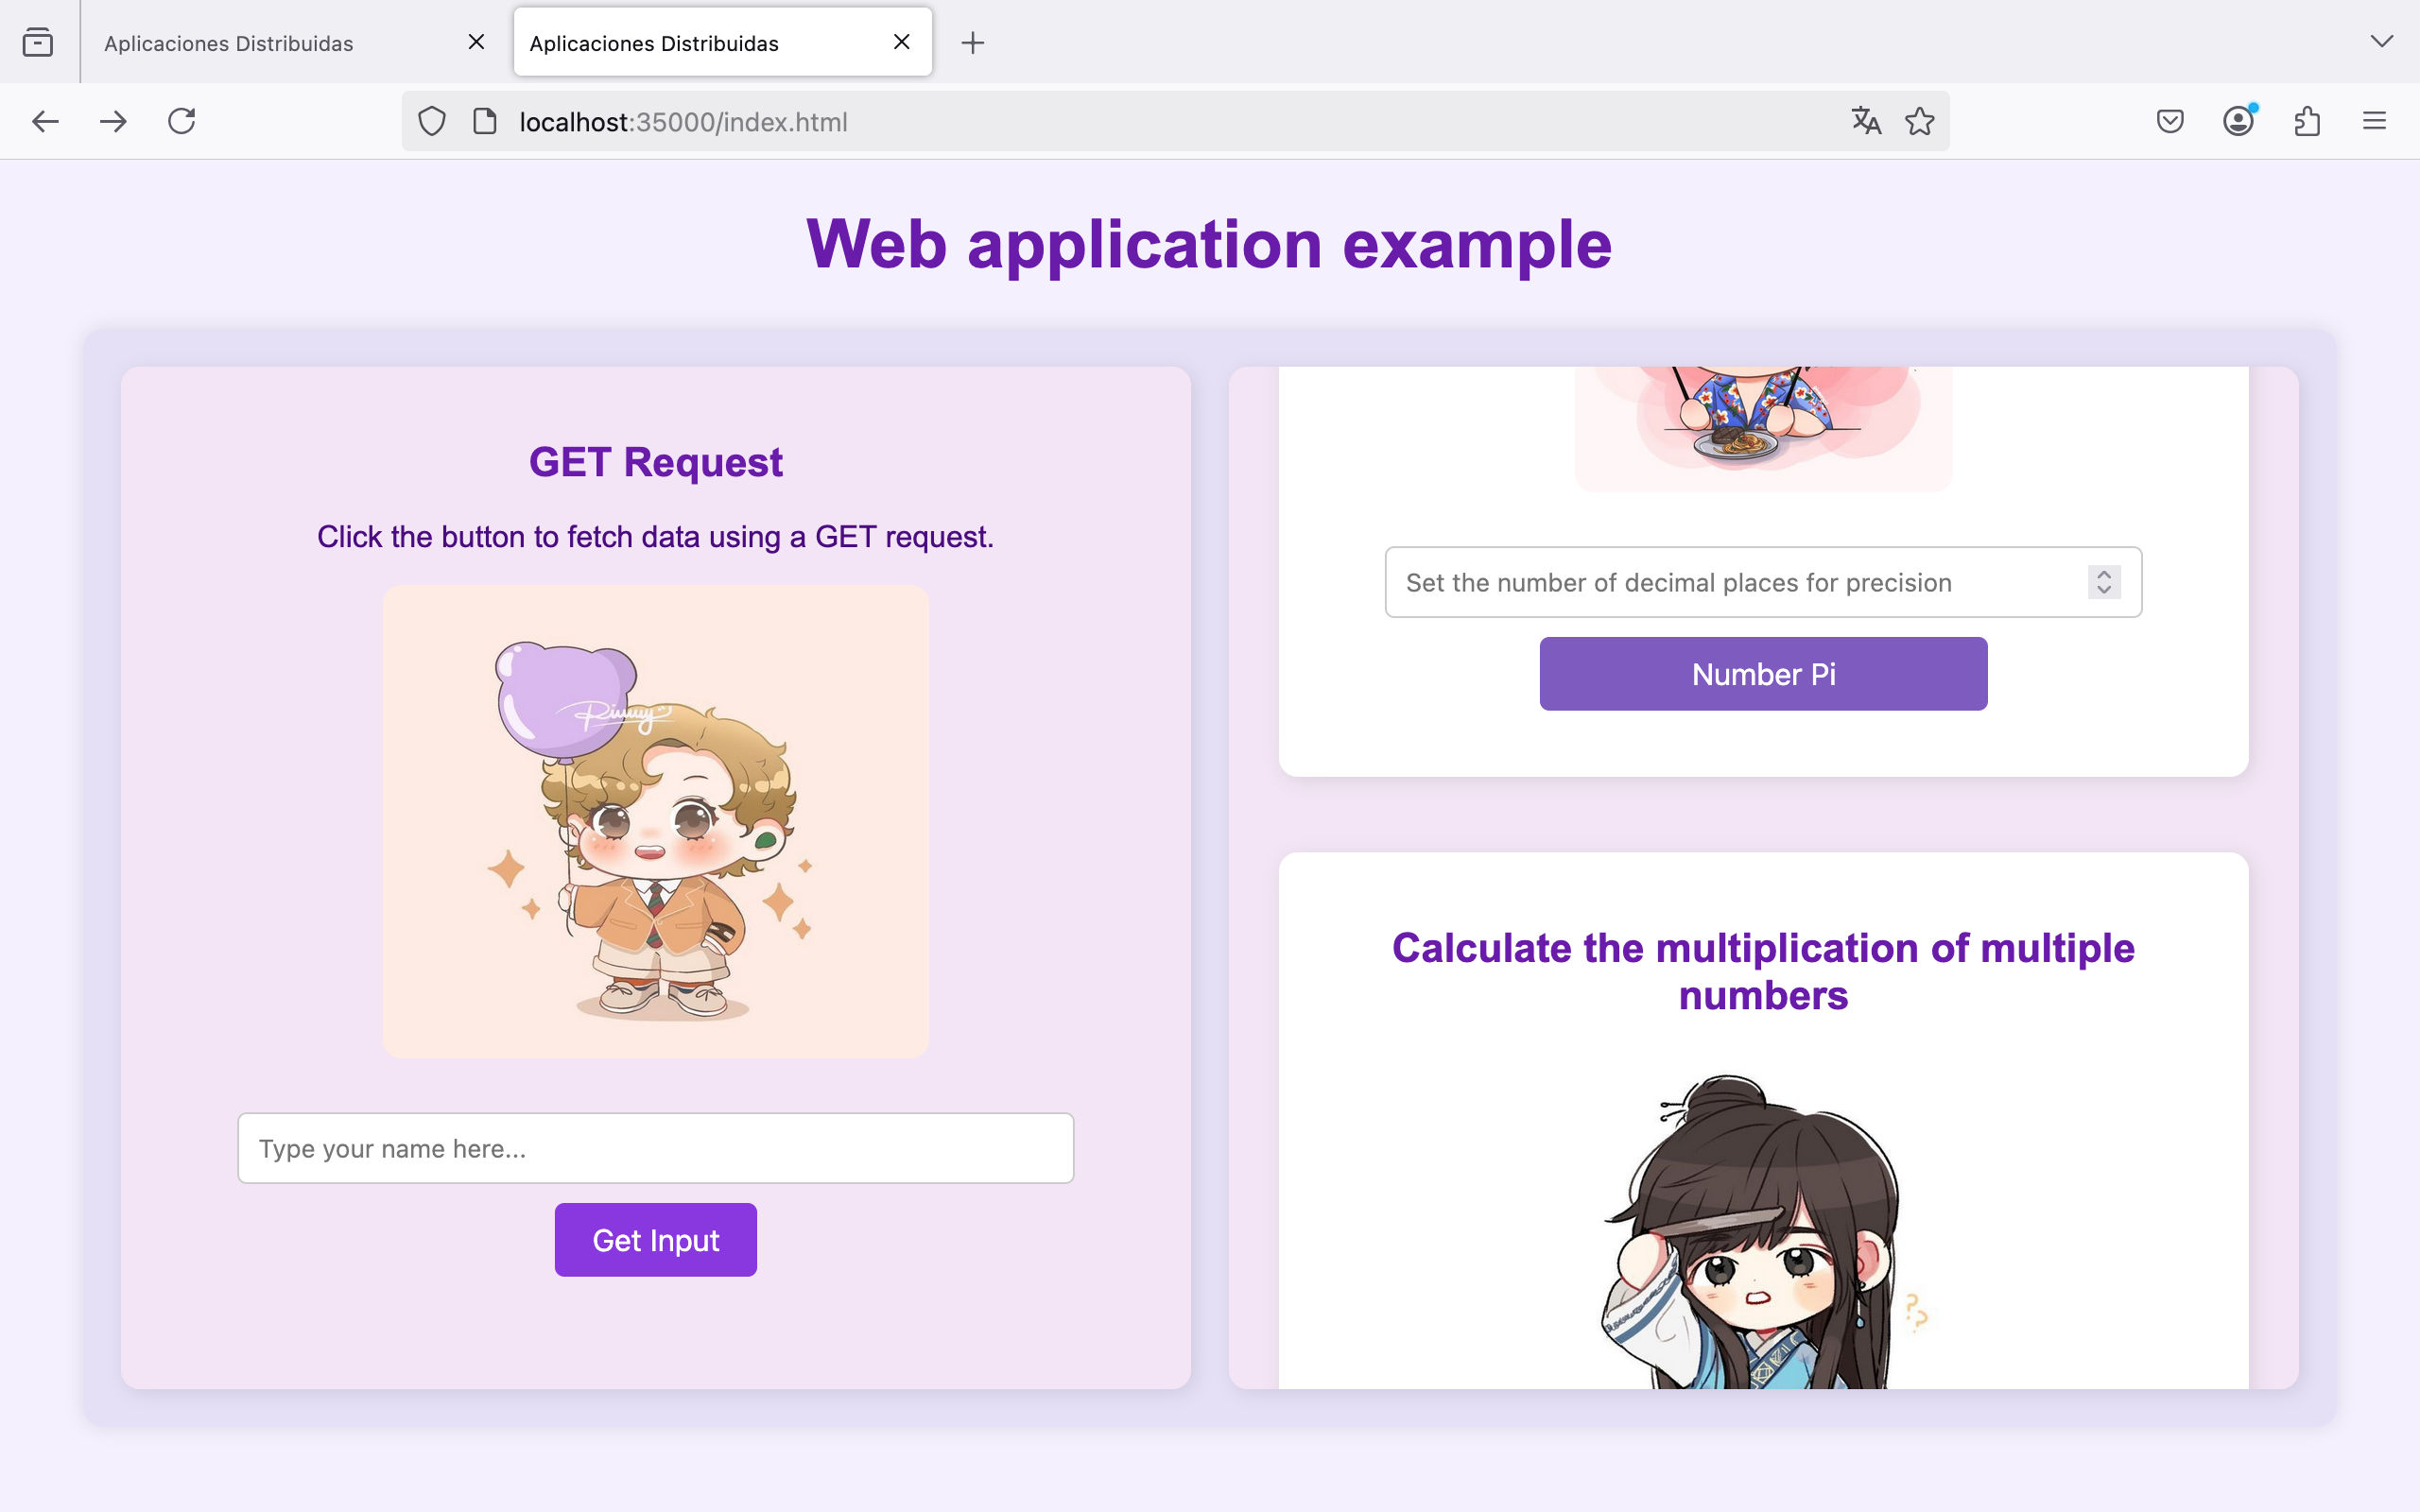 Aplicaciones Distribuidas
Aplicaciones Distribuidas
localhost:35000/index.html
Web application example
GET Request
Click the button to fetch data using a GET request.
Rinny
Type your name here...
Get Input
Set the number of decimal places for precision
Number Pi
Calculate the multiplication of multiple
numbers
??